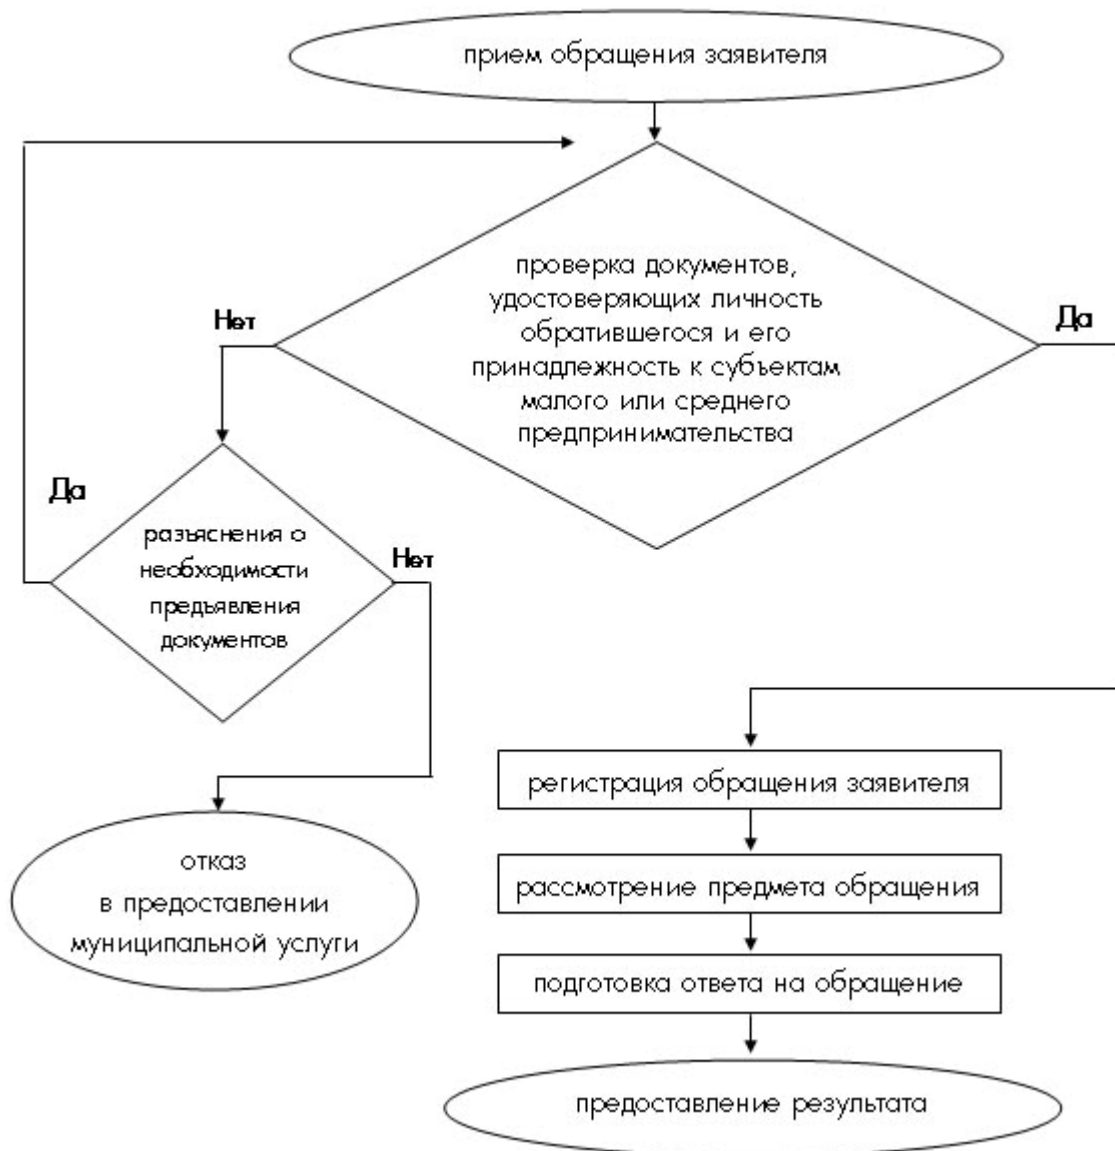 прием обращения заявителя
проверка документов,
удостоверяющих личность
обратившегося и его
принадлежность к субъектам
малого или среднего
предпринимательства
Нет
Да
Да
разъяснения о
необходимости
предъявления
документов
Нет
отказ
в предоставлении
муниципальной услуги
регистрация обращения заявителя
рассмотрение предмета обращения
подготовка ответа на обращение
предоставление результата